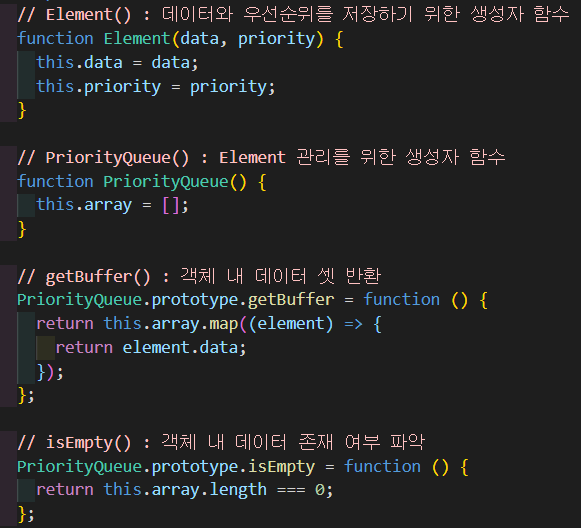 // Element() : 데이터와 우선순위를 저장하기 위한 생성자 함수
function Element(data, priority) {
  this.data = data;
  this.priority = priority;
}
// PriorityQueue() : Element 관리를 위한 생성자 함수
function PriorityQueue() {
  this.array = [];
}
// getBuffer() : 객체 내 데이터 셋 반환
PriorityQueue.prototype.getBuffer = function () {
  return this.array.map((element) => {
    return element.data;
  });
};
// isEmpty() : 객체 내 데이터 존재 여부 파악
PriorityQueue.prototype.isEmpty = function () {
  return this.array.length === 0;
};